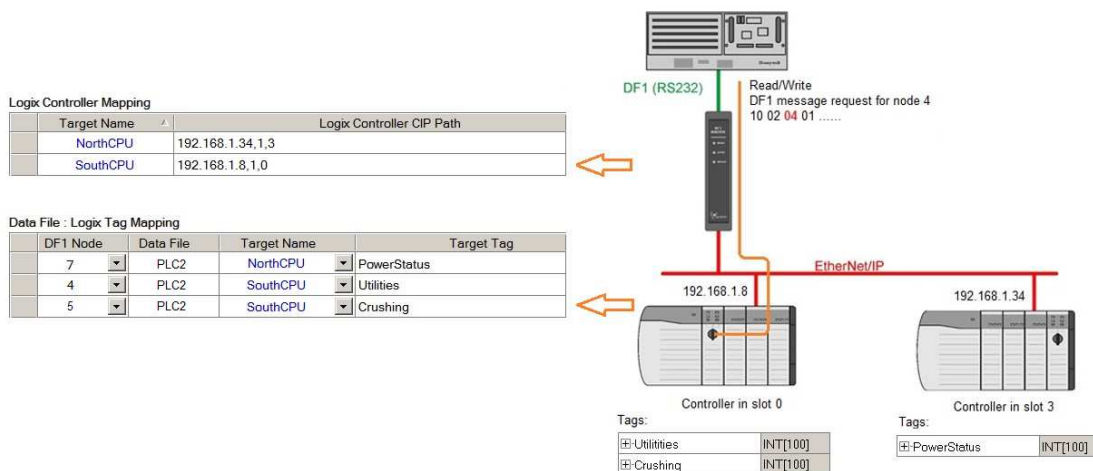 DF1 (RS232)
Read/Write
DF1 message request for node 4
10 02 04 01 ......
Logix Controller Mapping
Target Name Logix Controller CIP Path
NorthCPU 192.168.1.34,1,3
SouthCPU 192.168.1.8,1,0
Data File : Logix Tag Mapping
DF1 Node Data File Target Name Target Tag
7 PLC2 NorthCPU PowerStatus
4 PLC2 SouthCPU Utilities
5 PLC2 SouthCPU Crushing
EtherNet/IP
192.168.1.8
192.168.1.34
Controller in slot 0
Tags:
Utilitities INT[100]
Crushing INT[100]
Controller in slot 3
Tags:
PowerStatus INT[100]